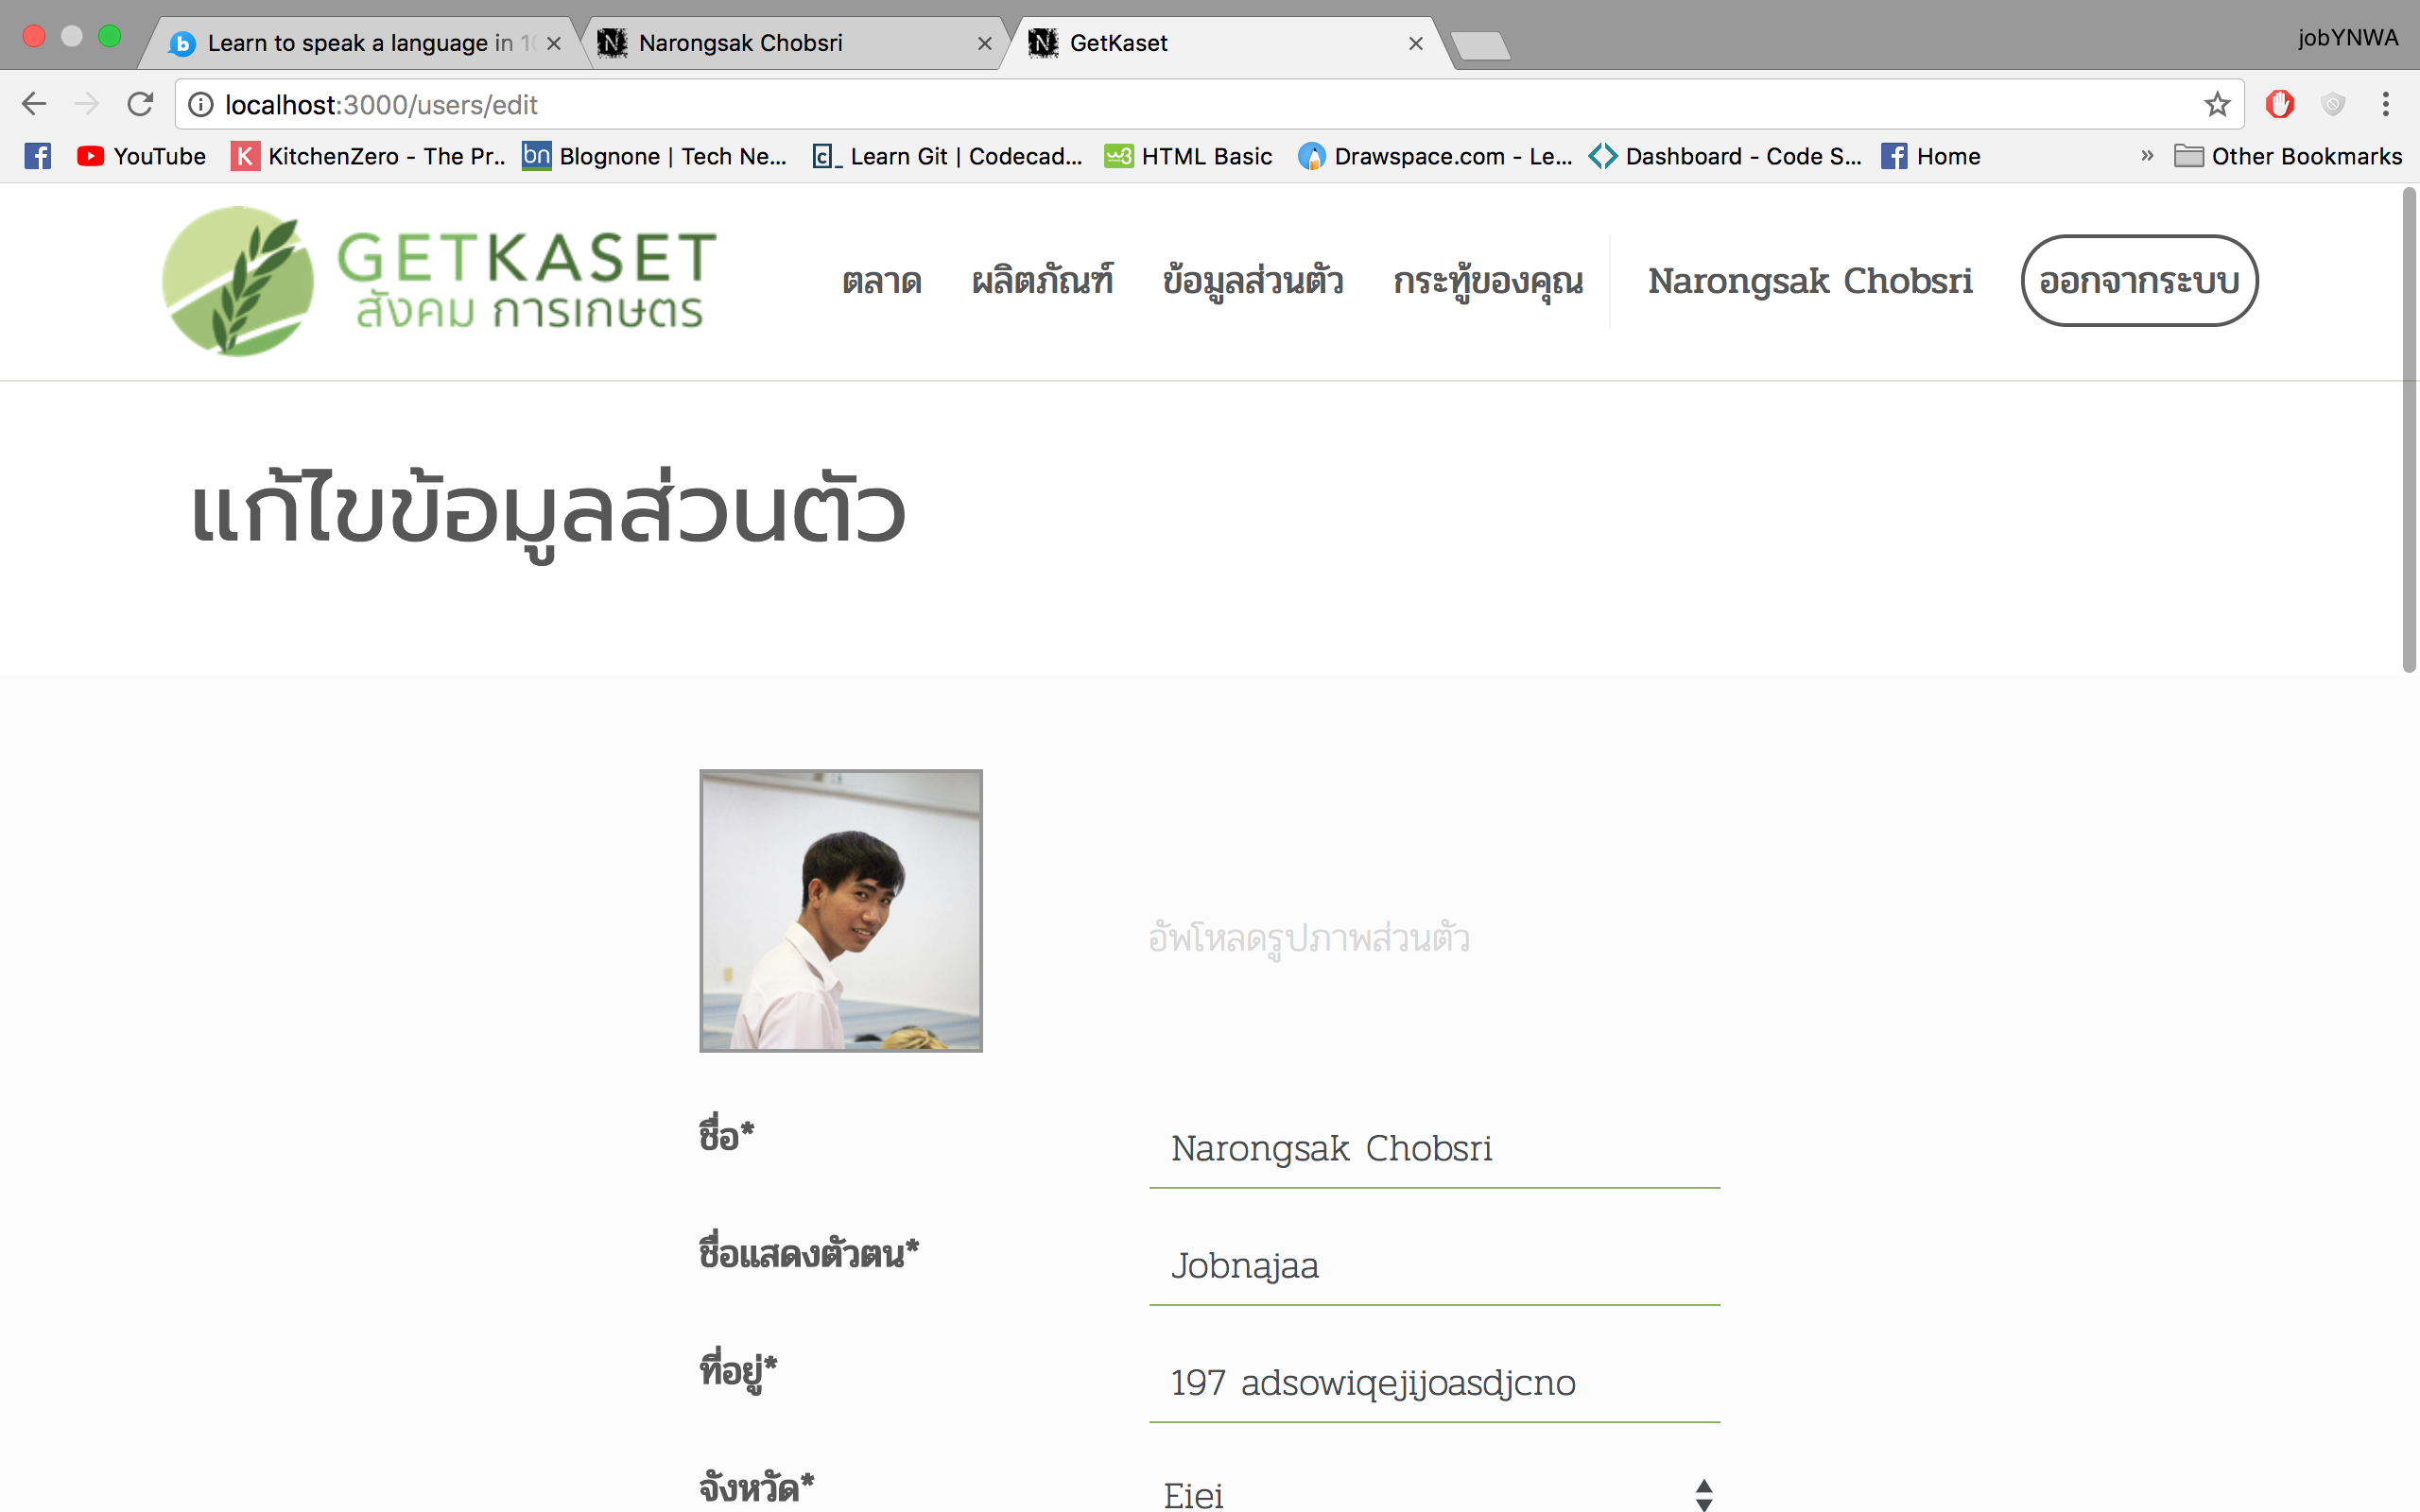 Learn to speak a language in 10
Narongsak Chobsri
GetKaset
jobYNWA
localhost:3000/users/edit
YouTube
KitchenZero - The Pr..
Blognone | Tech Ne...
Learn Git | Codecad...
HTML Basic
Drawspace.com - Le...
Dashboard - Code S...
Home
»
Other Bookmarks
GETKASET
สังคม การเกษตร
ตลาด
ผลิตภัณฑ์
ข้อมูลส่วนตัว
กระทู้ของคุณ
Narongsak Chobsri
ออกจากระบบ
แก้ไขข้อมูลส่วนตัว
อัพโหลดรูปภาพส่วนตัว
ชื่อ*
Narongsak Chobsri
ชื่อแสดงตัวตน*
Jobnajaa
ที่อยู่*
197 adsowiqejijoasdjcno
จังหวัด*
Eiei